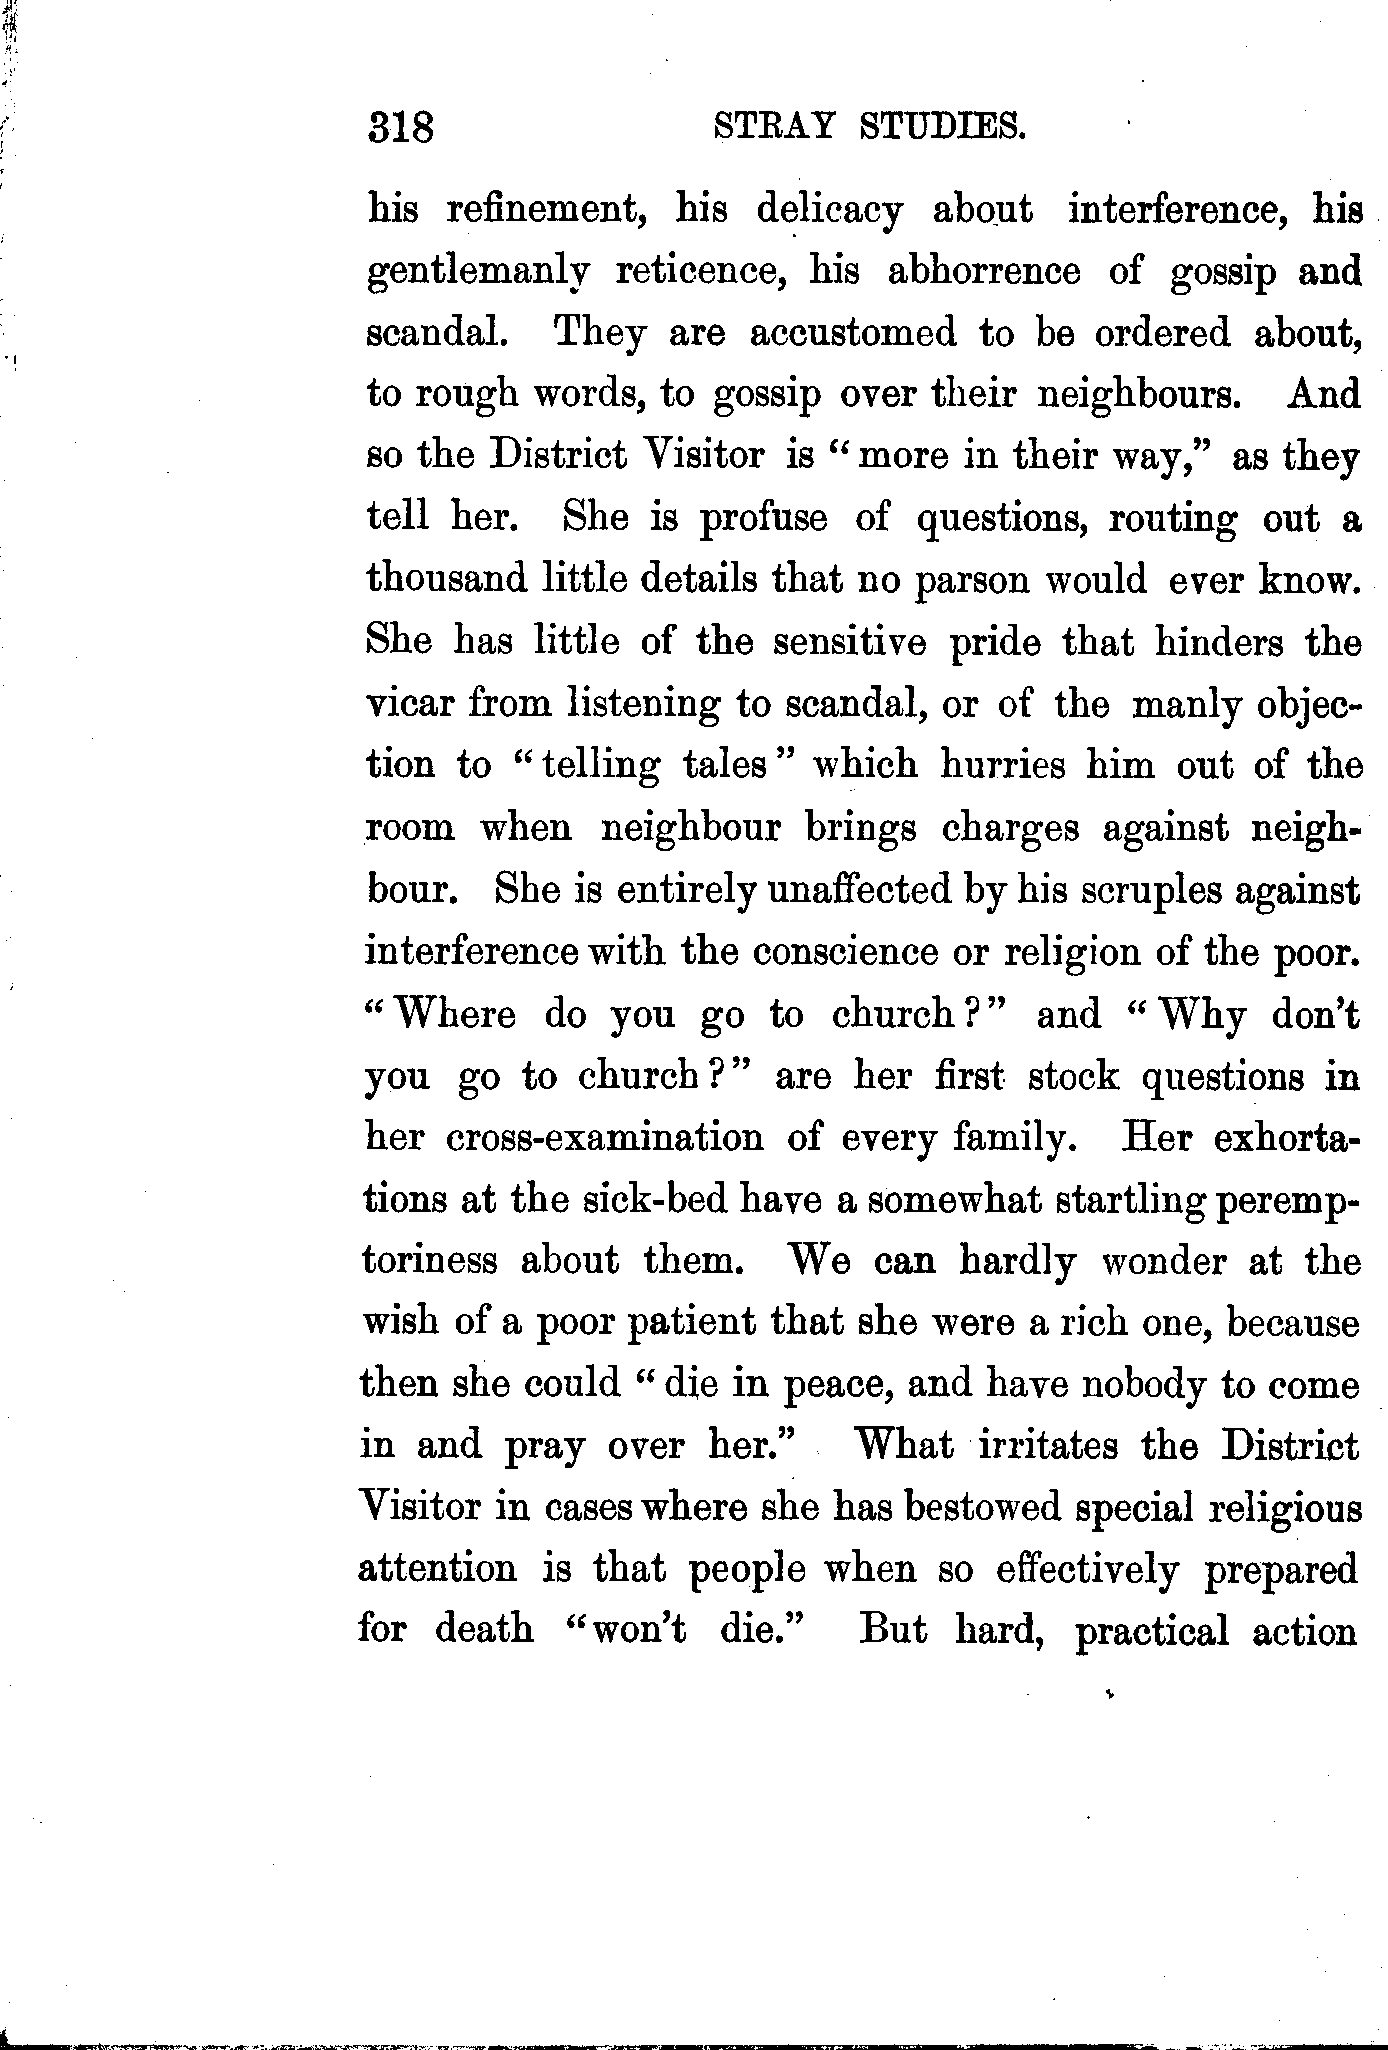 318 STRAY STUDIES.
his refinement, his delicacy about interference, his
gentlemanly reticence, his abhorrence of gossip and
scandal. They are accustomed to be ordered about,
to rough words, to gossip over their neighbours. And
so the District Visitor is “more in their way,” as they
tell her. She is profuse of questions, routing out a
thousand little details that no parson would ever know.
She has little of the sensitive pride that hinders the
vicar from listening to scandal, or of the manly objec-
tion to “telling tales” which hurries him out of the
room when neighbour brings charges against neigh-
bour. She is entirely unaffected by his scruples against
interference with the conscience or religion of the poor.
“Where do you go to church?” and “Why don't
you go to church?” are her first stock questions in
her cross-examination of every family. Her exhorta-
tions at the sick-bed have a somewhat startling peremp-
toriness about them. We can hardly wonder at the
wish of a poor patient that she were a rich one, because
then she could “die in peace, and have nobody to come
in and pray over her.” What irritates the District
Visitor in cases where she has bestowed special religious
attention is that people when so effectively prepared
for death “won't die.” But hard, practical action